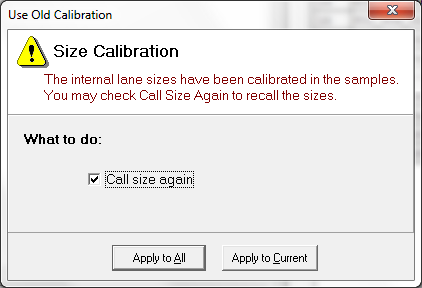 Use Old Calibration
Size Calibration
The internal lane sizes have been calibrated in the samples.
You may check Call Size Again to recall the sizes.
What to do:
Call size again
Apply to All
Apply to Current